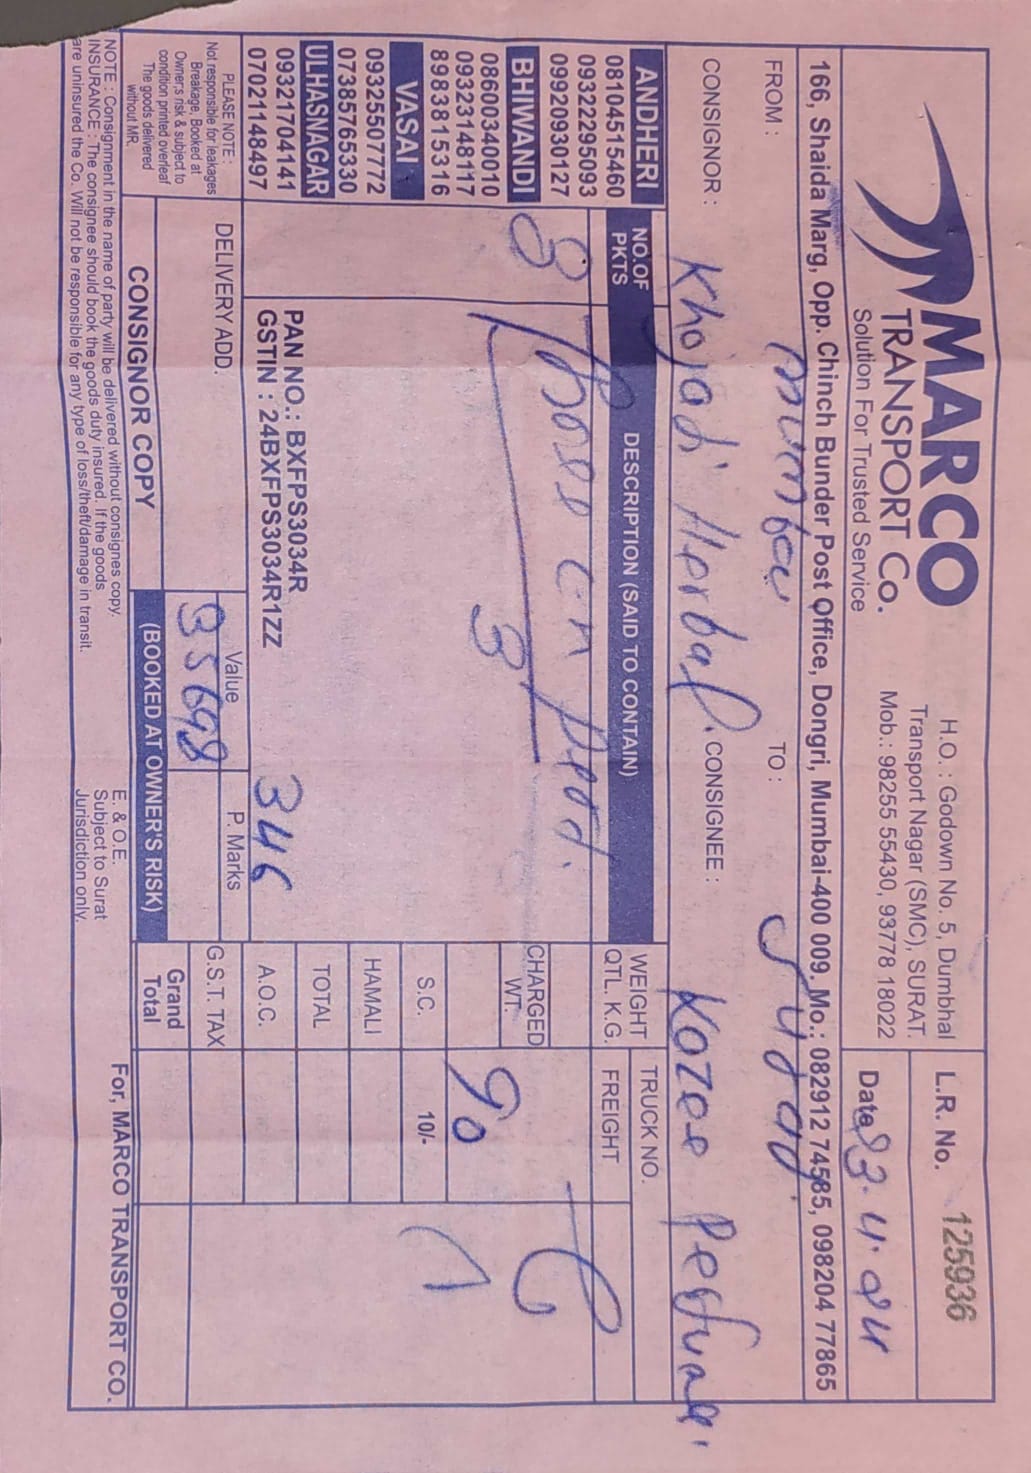 MARCO
TRANSPORT CO.
Solution For Trusted Service
H.O. : Godown No. 5, Dumbhal
Transport Nagar (SMC), SURAT.
Mob.: 98255 55430, 93778 18022
L.R. No. 125936
Date 23.4.24
166, Shaida Marg, Opp. Chinch Bunder Post Office, Dongri, Mumbai-400 009. Mo.: 082912 74585, 098204 77865
FROM : mumbai TO : Surat
CONSIGNOR : Khojati Herbal. CONSIGNEE : Kozee Perfume.
ANDHERI
08104515460
09322295093
09920930127
BHIWANDI
08600340010
09323148117
8983815316
VASAI
09325507772
07385765330
ULHASNAGAR
09321704141
07021148497
NO.OF PKTS
DESCRIPTION (SAID TO CONTAIN)
WEIGHT QTL. K.G.
TRUCK NO.
FREIGHT
8
3
CHARGED WT.
90
S.C. 10/-
HAMALI
TOTAL
A.O.C.
G.S.T. TAX
Grand Total
PAN NO.: BXFPS3034R
GSTIN : 24BXFPS3034R1ZZ
346
PLEASE NOTE :
Not responsible for leakages
Breakage, Booked at
Owner,s risk & subject to
condition printed overleaf
The goods delivered
without MR.
DELIVERY ADD.
Value
35698
P. Marks
CONSIGNOR COPY
(BOOKED AT OWNER'S RISK)
NOTE : Consignment in the name of party will be delivered without consignes copy.
INSURANCE : The consignee should book the goods duty insured. If the goods
are uninsured the Co. Will not be responsible for any type of loss/theft/damage in transit.
E. & O.E.
Subject to Surat
Jurisdiction only.
For, MARCO TRANSPORT CO.